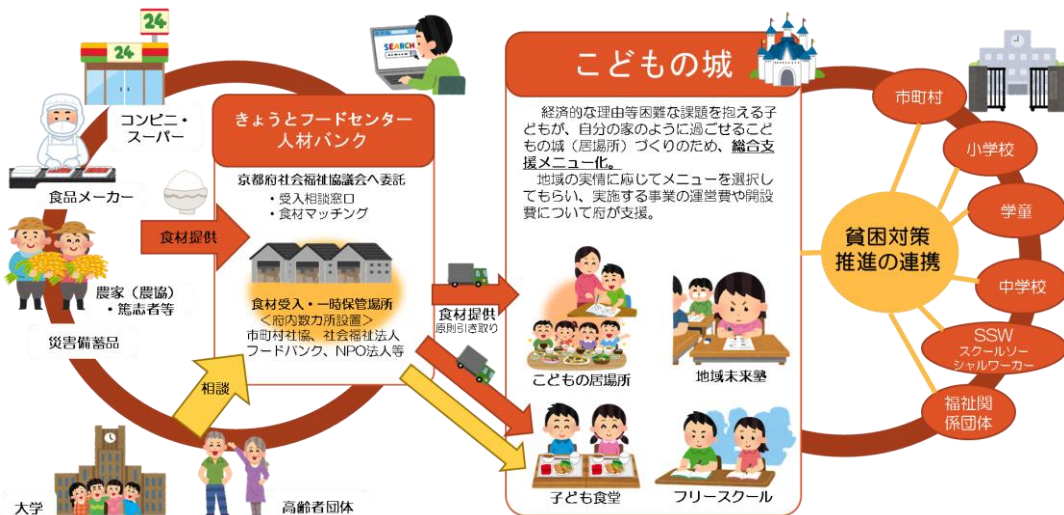 24
24
SEARCH
コンビニ・
スーパー
食品メーカー
農家（農協）
・篤志者等
災害備蓄品
食材提供
相談
大学
高齢者団体
きょうとフードセンター
人材バンク
京都府社会福祉協議会へ委託
・受入相談窓口
・食材マッチング
食材受入・一時保管場所
＜府内数カ所設置＞
市町村社協、社会福祉法人
フードバンク、NPO法人等
食材提供
原則引き取り
こどもの城
経済的な理由等困難な課題を抱える子
どもが、自分の家のように過ごせるこど
もの城（居場所）づくりのため、総合支
援メニュー化。
地域の実情に応じてメニューを選択し
てもらい、実施する事業の運営費や開設
費について府が支援。
こどもの居場所
地域未来塾
子ども食堂
フリースクール
貧困対策
推進の連携
市町村
小学校
学童
中学校
SSW
スクールソー
シャルワーカー
福祉関
係団体